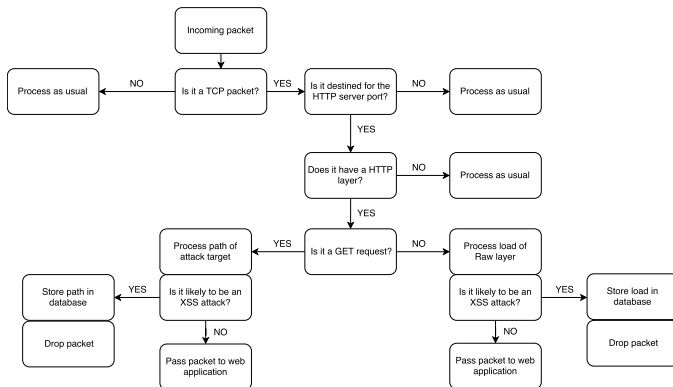 Incoming packet
Process as usual
NO
Is it a TCP packet?
YES
Is it destined for the
HTTP server port?
NO
Process as usual
YES
Does it have a HTTP
layer?
NO
Process as usual
YES
Process path of
attack target
YES
Is it a GET request?
NO
Process load of
Raw layer
Store path in
database
YES
Is it likely to be an
XSS attack?
Is it likely to be an
XSS attack?
YES
Store load in
database
Drop packet
NO
NO
Drop packet
Pass packet to web
application
Pass packet to web
application